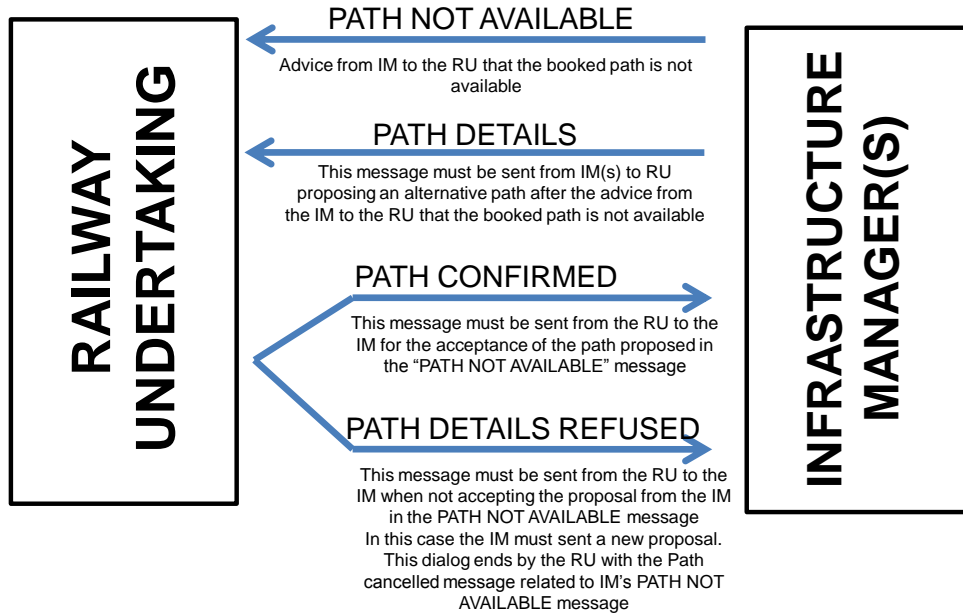 RAILWAY
UNDERTAKING
PATH NOT AVAILABLE
Advice from IM to the RU that the booked path is not
available
PATH DETAILS
This message must be sent from IM(s) to RU
proposing an alternative path after the advice from
the IM to the RU that the booked path is not available
PATH CONFIRMED
This message must be sent from the RU to the
IM for the acceptance of the path proposed in
the “PATH NOT AVAILABLE” message
PATH DETAILS REFUSED
This message must be sent from the RU to the
IM when not accepting the proposal from the IM
in the PATH NOT AVAILABLE message
In this case the IM must sent a new proposal.
This dialog ends by the RU with the Path
cancelled message related to IM’s PATH NOT
AVAILABLE message
INFRASTRUCTURE
MANAGER(S)